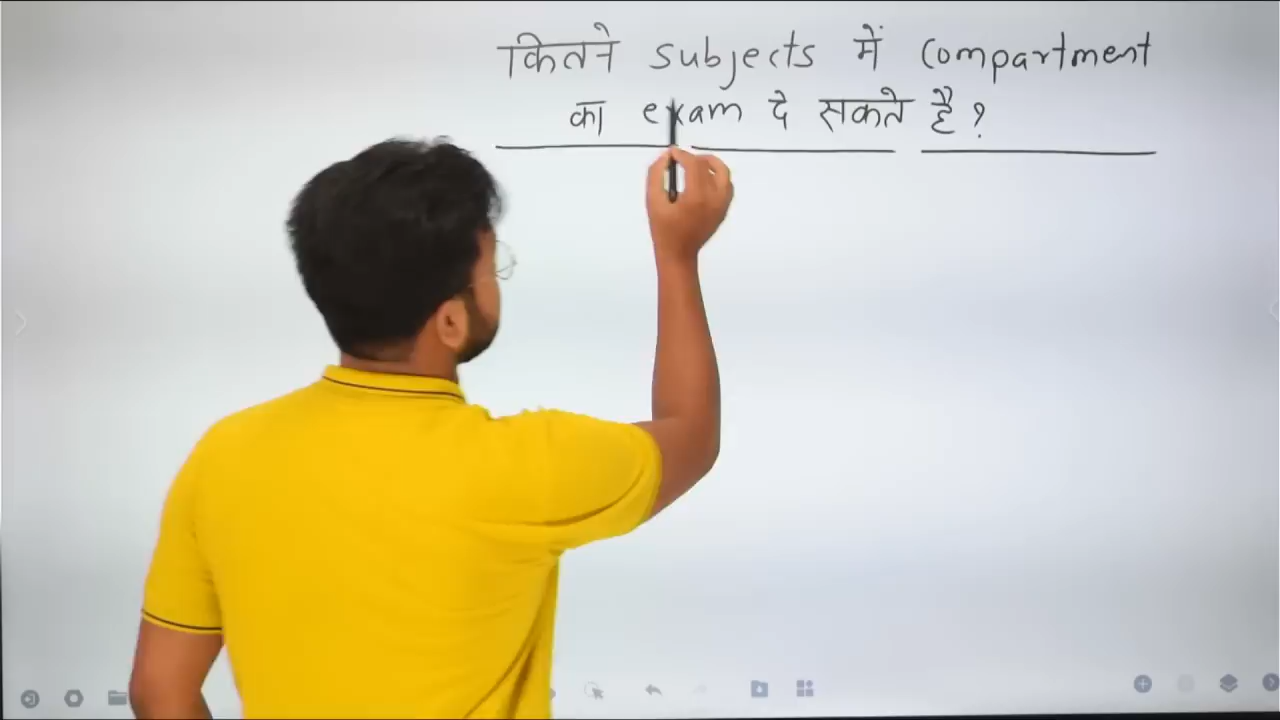 कितने subjects में compartment
का exam दे सकते है ?